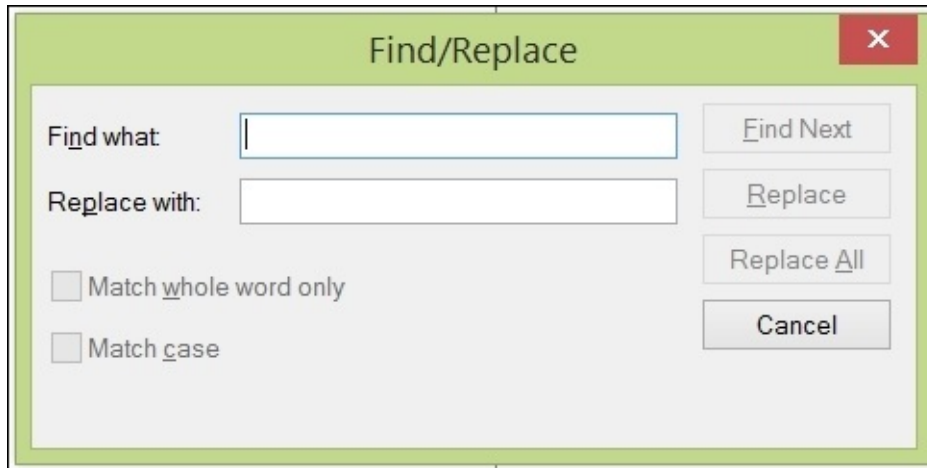 Find/Replace
Find what:
Find Next
Replace with:
Replace
Replace All
Match whole word only
Cancel
Match case